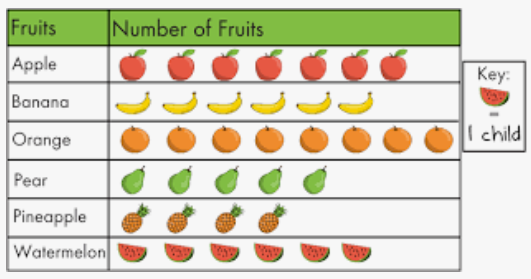 Fruits Number of Fruits
Apple
Banana
Orange
Pear
Pineapple
Watermelon
Key:
=
1 child